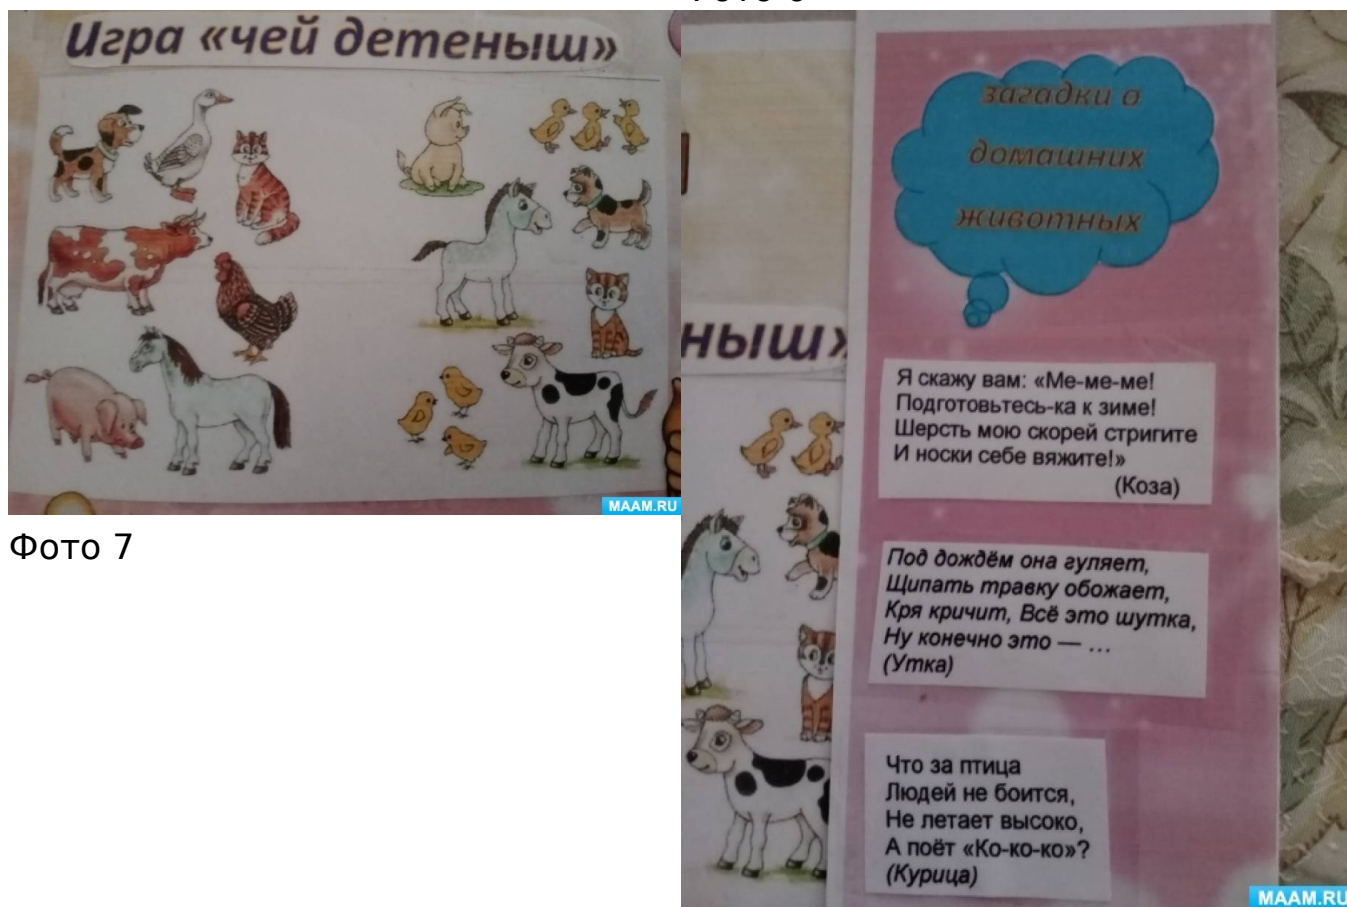 Игра «чей детеныш»
MAAM.RU
Фото 7
загадки о
домашних
животных
ныш»
Я скажу вам: «Ме-ме-ме!
Подготовьтесь-ка к зиме!
Шерсть мою скорей стригите
И носки себе вяжите!»
(Коза)
Под дождём она гуляет,
Щипать травку обожает,
Кря кричит, Всё это шутка,
Ну конечно это — ...
(Утка)
Что за птица
Людей не боится,
Не летает высоко,
А поёт «Ко-ко-ко»?
(Курица)
MAAM.RU